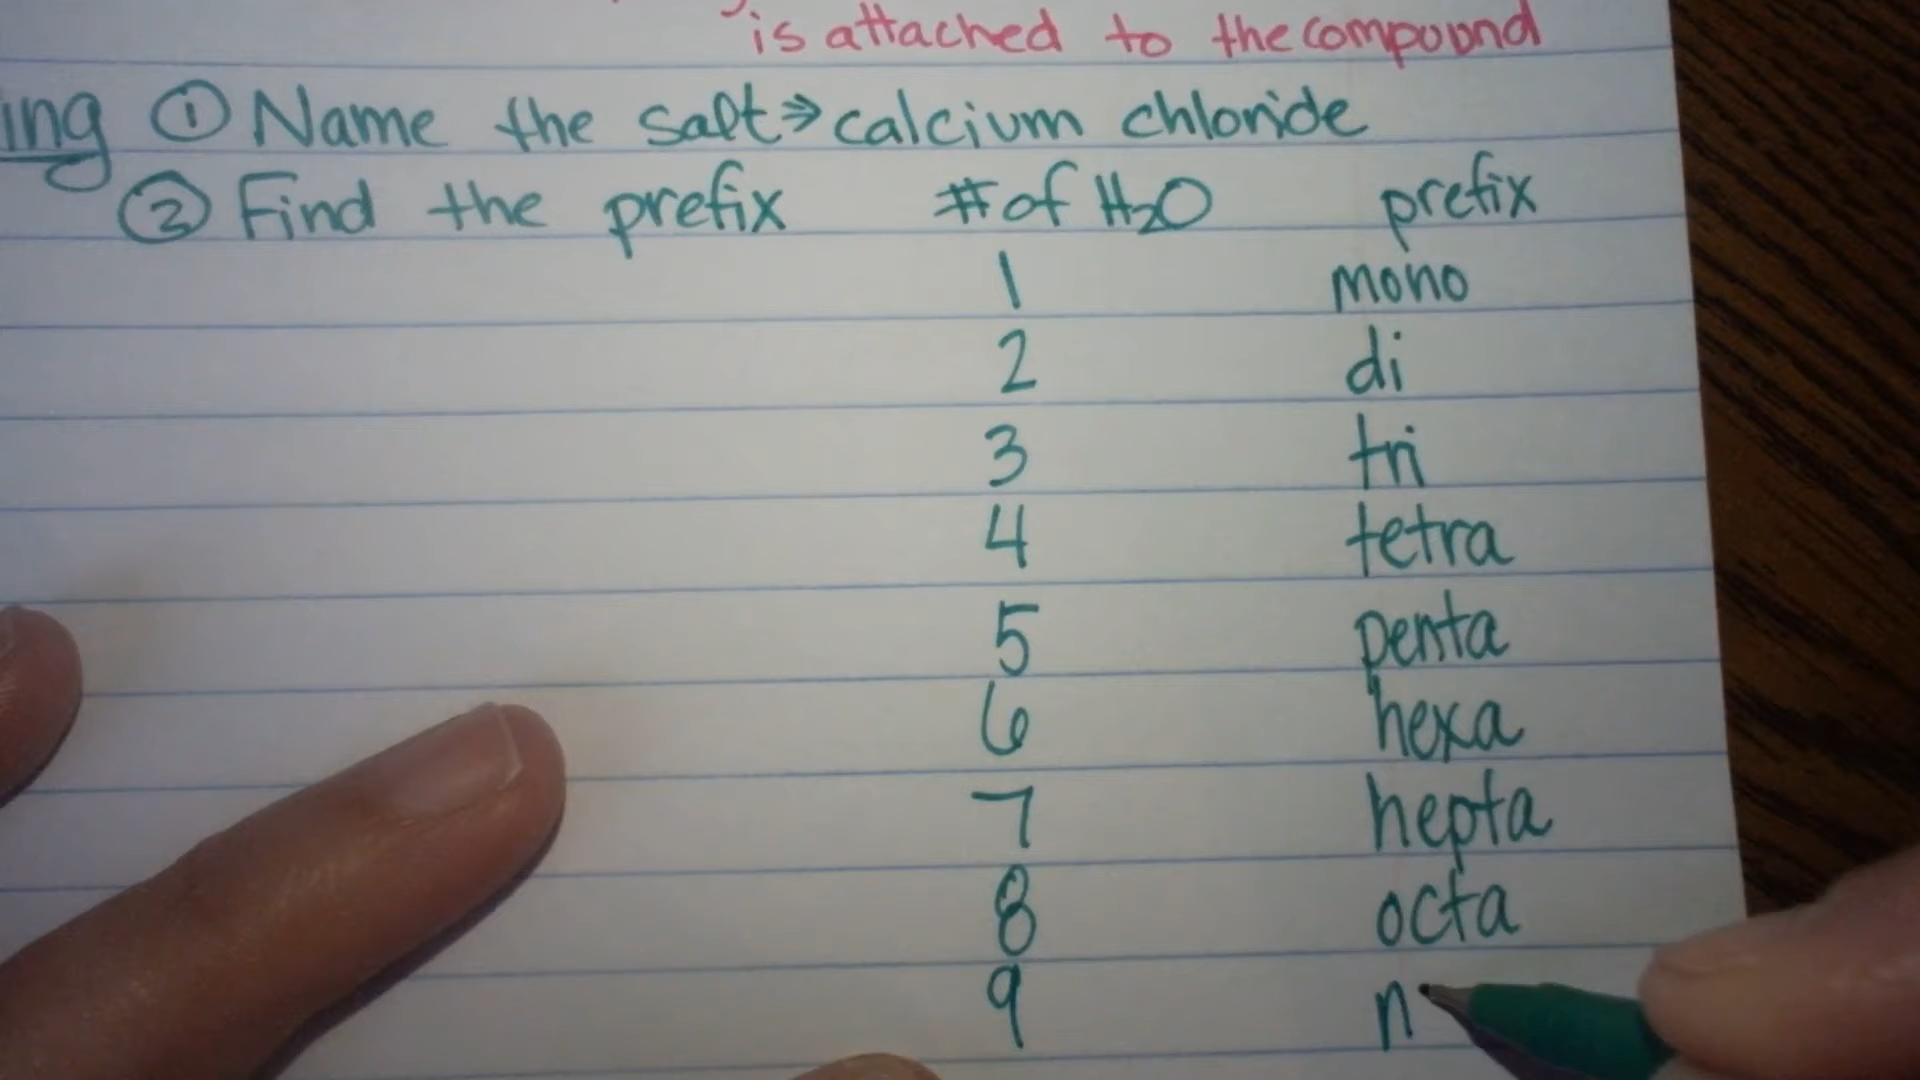 is attached to the compound
ing ① Name the salt ⇒ calcium chloride
② Find the prefix # of H₂O prefix
1 mono
2 di
3 tri
4 tetra
5 penta
6 hexa
7 hepta
8 octa
9 n